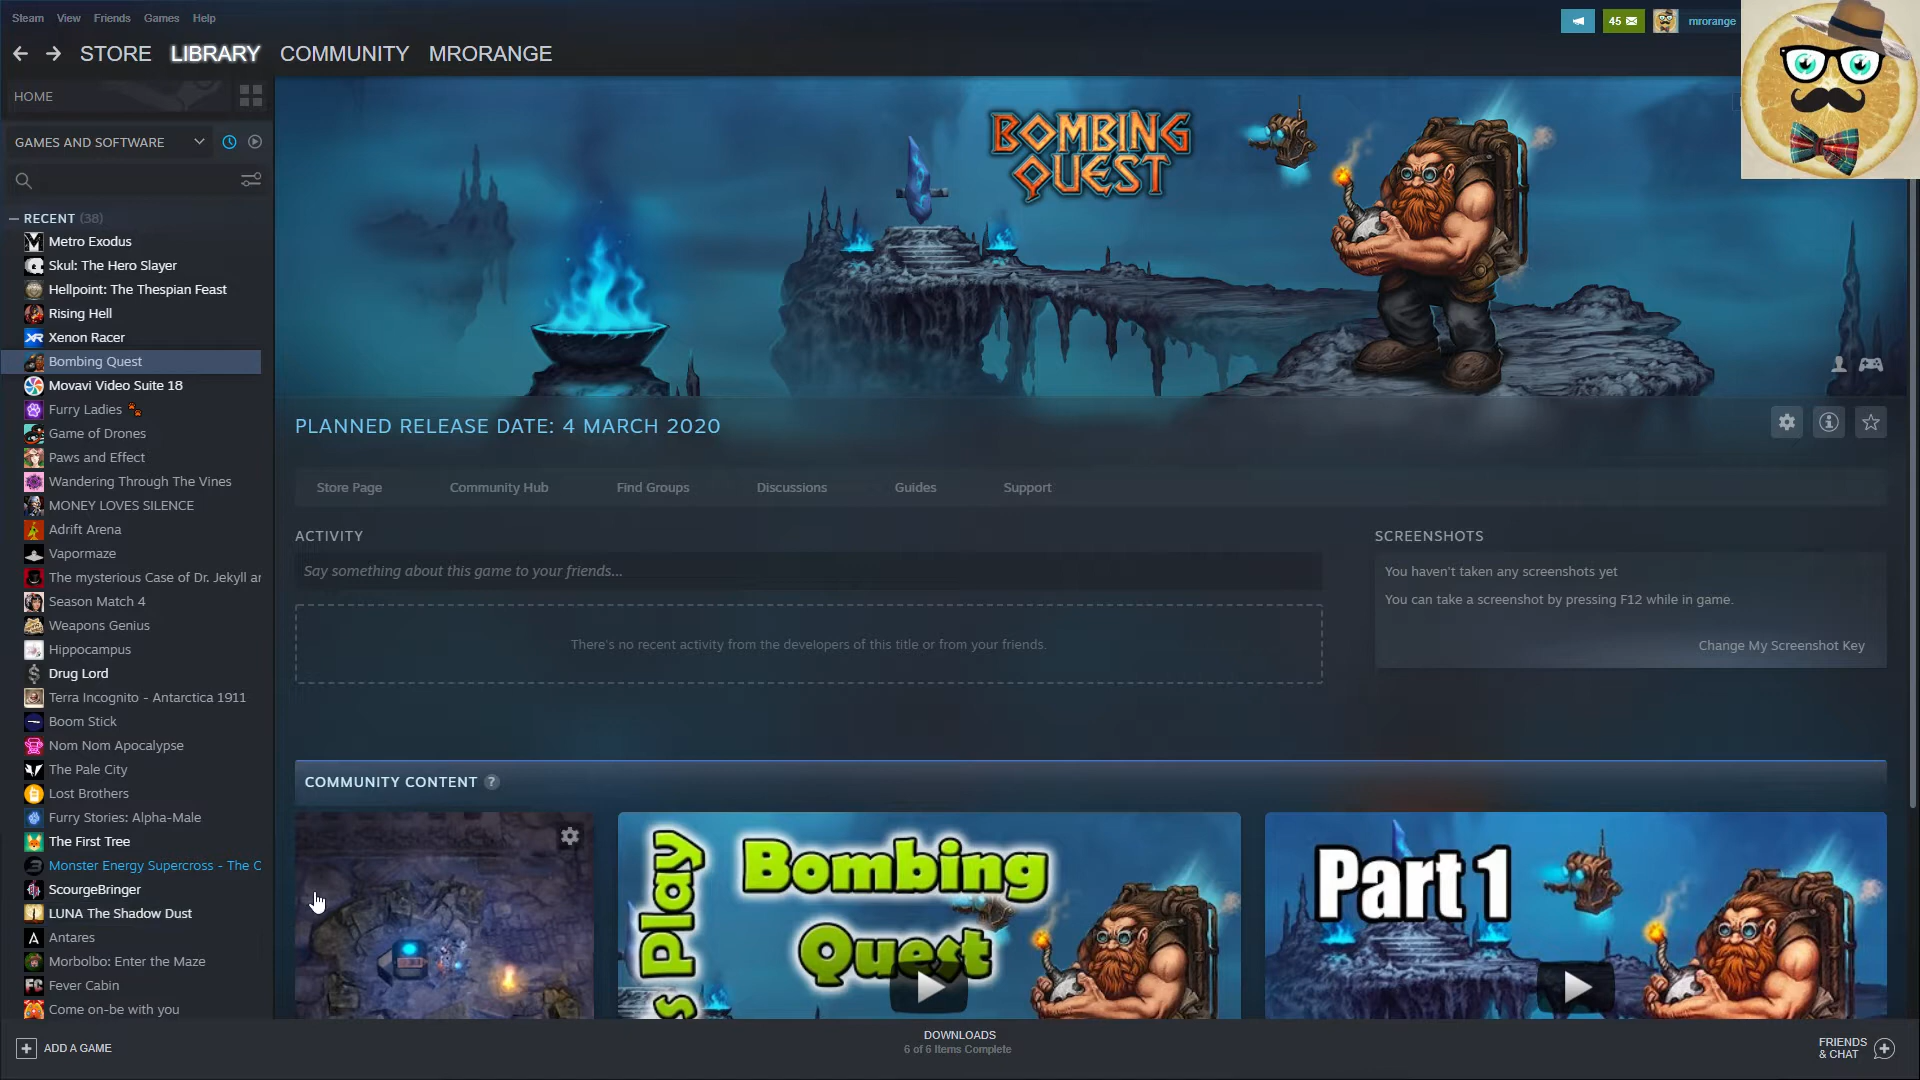 Steam View Friends Games Help
45
mrorange
STORE LIBRARY COMMUNITY MRORANGE
HOME
GAMES AND SOFTWARE
RECENT (38)
Metro Exodus
Skul: The Hero Slayer
Hellpoint: The Thespian Feast
Rising Hell
Xenon Racer
Bombing Quest
Movavi Video Suite 18
Furry Ladies
Game of Drones
Paws and Effect
Wandering Through The Vines
MONEY LOVES SILENCE
Adrift Arena
Vapormaze
The mysterious Case of Dr. Jekyll ar
Season Match 4
Weapons Genius
Hippocampus
Drug Lord
Terra Incognito - Antarctica 1911
Boom Stick
Nom Nom Apocalypse
The Pale City
Lost Brothers
Furry Stories: Alpha-Male
The First Tree
Monster Energy Supercross - The C
ScourgeBringer
LUNA The Shadow Dust
Antares
Morbolbo: Enter the Maze
Fever Cabin
Come on-be with you
ADD A GAME
BOMBING
QUEST
PLANNED RELEASE DATE: 4 MARCH 2020
Store Page Community Hub Find Groups Discussions Guides Support
ACTIVITY
Say something about this game to your friends...
There's no recent activity from the developers of this title or from your friends.
SCREENSHOTS
You haven't taken any screenshots yet
You can take a screenshot by pressing F12 while in game.
Change My Screenshot Key
COMMUNITY CONTENT ?
s Play
Bombing
Quest
Part 1
DOWNLOADS
6 of 6 Items Complete
FRIENDS
& CHAT